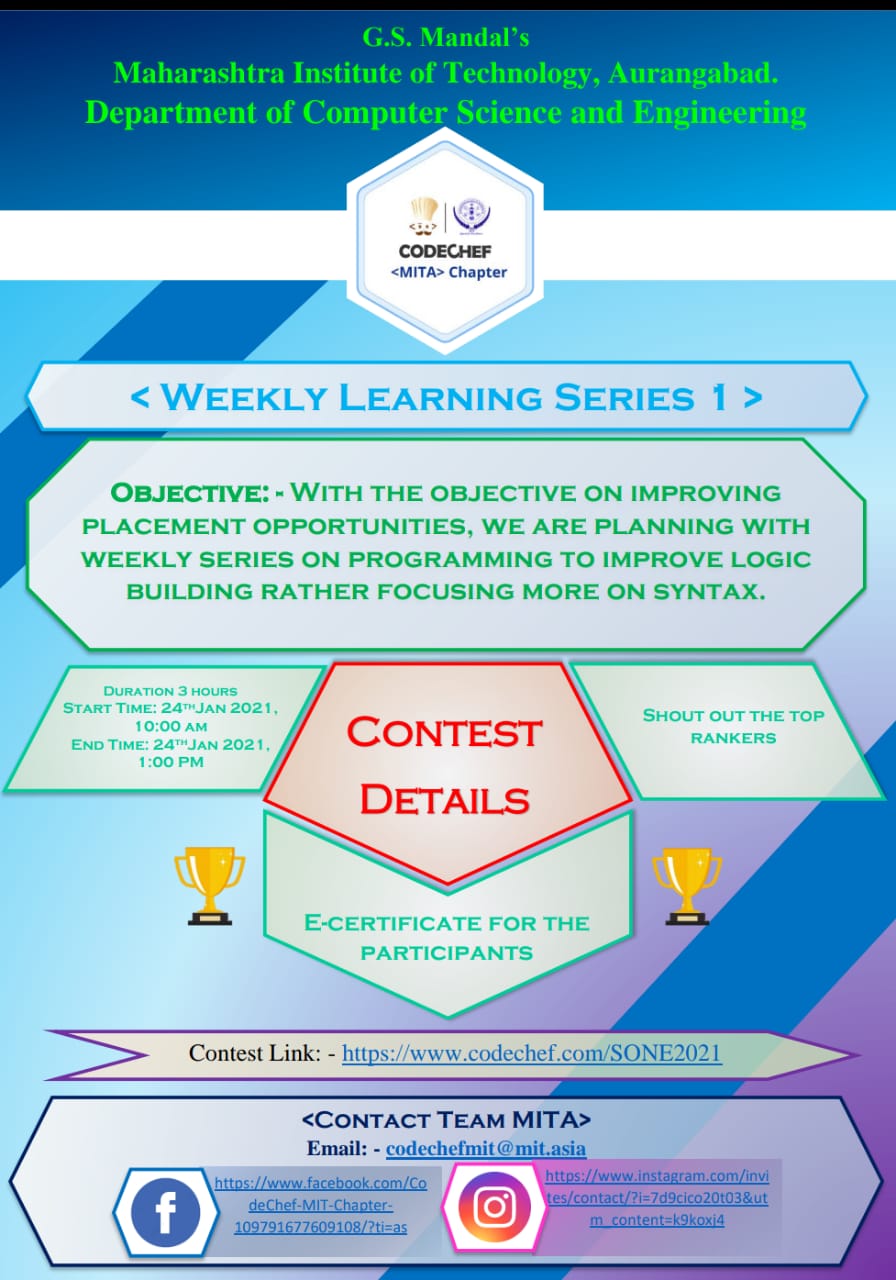 G.S. Mandal's
Maharashtra Institute of Technology, Aurangabad.
Department of Computer Science and Engineering
CODECHEF
<MITA> Chapter
< Weekly Learning Series 1 >
Objective: - With the objective on improving
placement opportunities, we are planning with
weekly series on programming to improve logic
building rather focusing more on syntax.
Duration 3 hours
Start Time: 24th Jan 2021,
10:00 am
End Time: 24th Jan 2021,
1:00 PM
Contest
Details
Shout out the top
rankers
E-certificate for the
participants
Contest Link: - https://www.codechef.com/SONE2021
<Contact Team MITA>
Email: - codechefmit@mit.asia
https://www.facebook.com/Co
deChef-MIT-Chapter-
109791677609108/?ti=as
https://www.instagram.com/invi
tes/contact/?i=7d9cico20t03&ut
m_content=k9koxj4